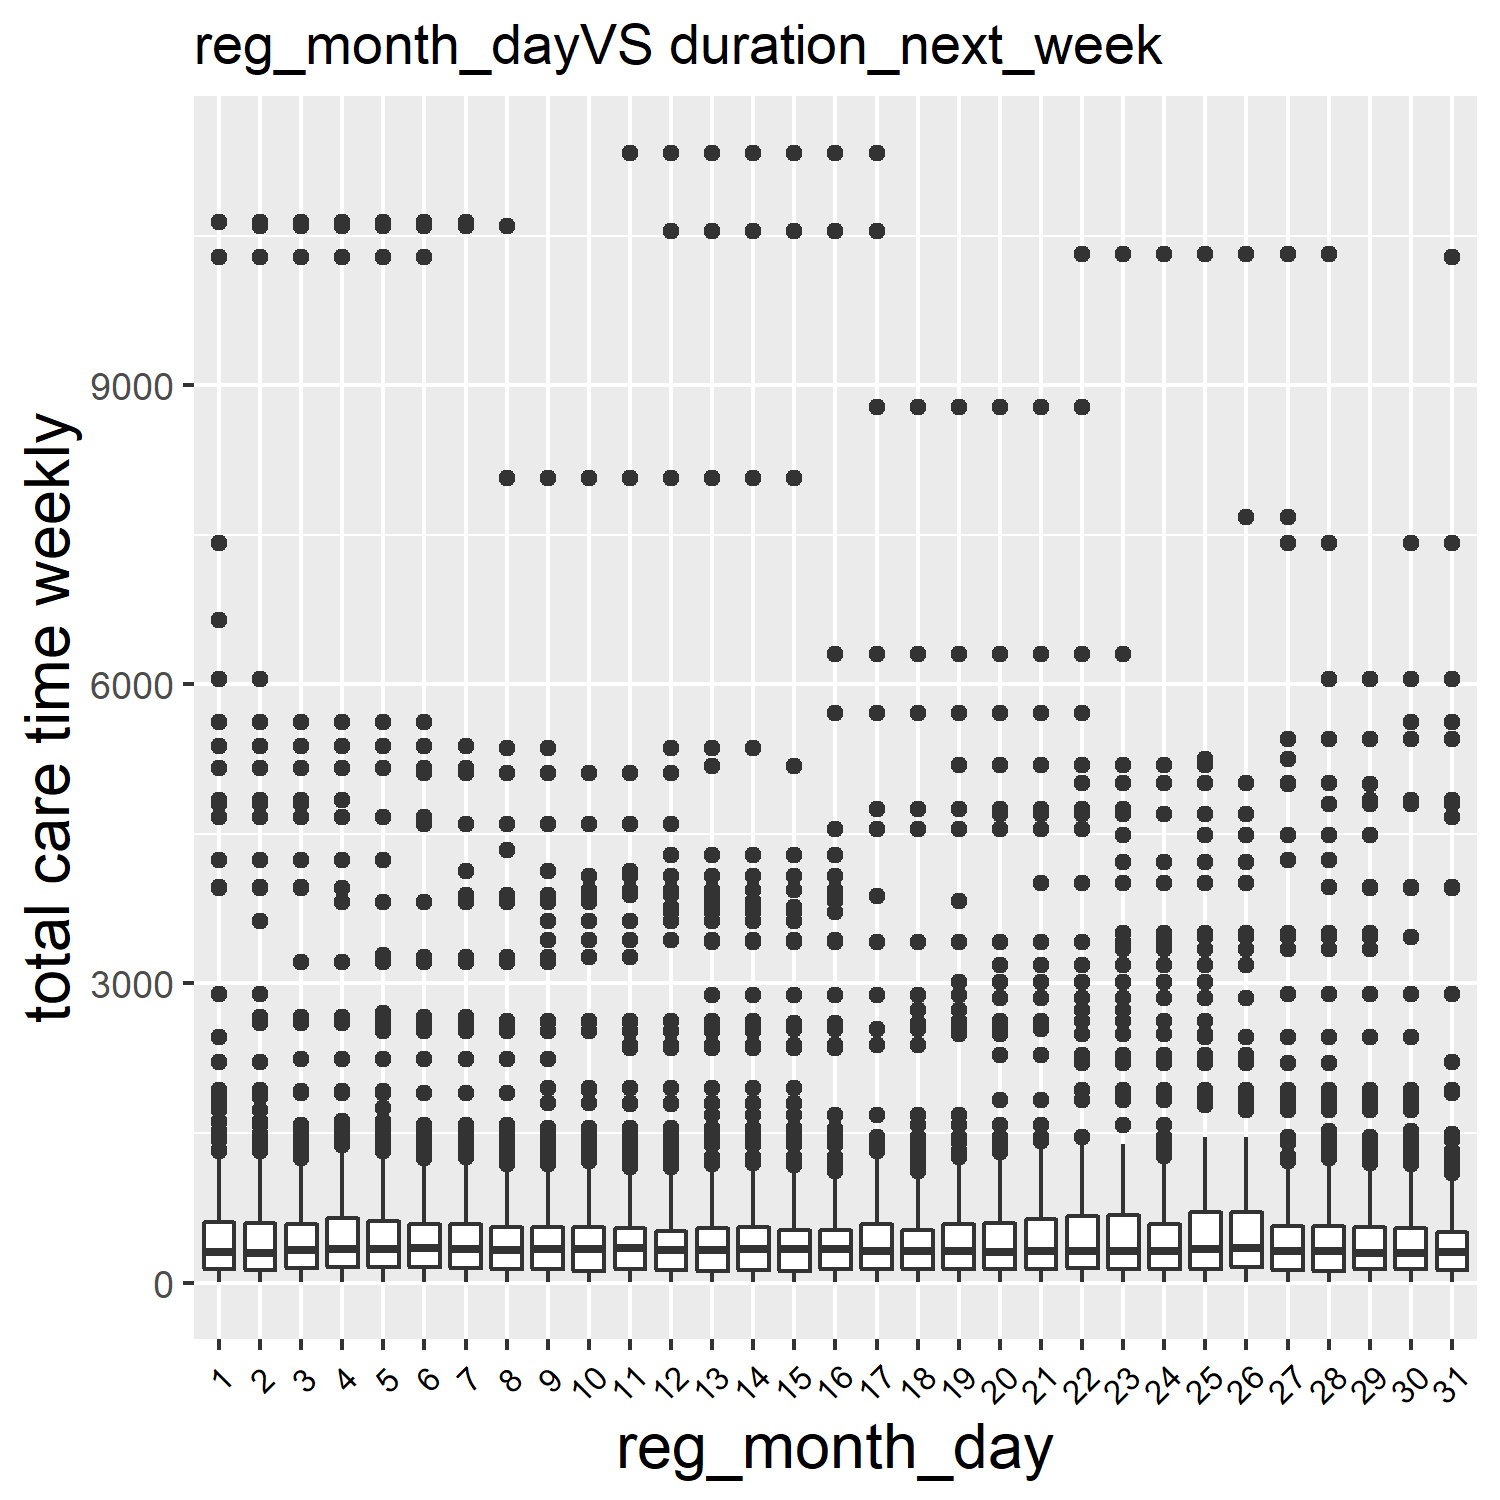 reg_month_dayVS duration_next_week
total care time weekly
9000
6000
3000
0
1 2 3 4 5 6 7 8 9 10 11 12 13 14 15 16 17 18 19 20 21 22 23 24 25 26 27 28 29 30 31
reg_month_day